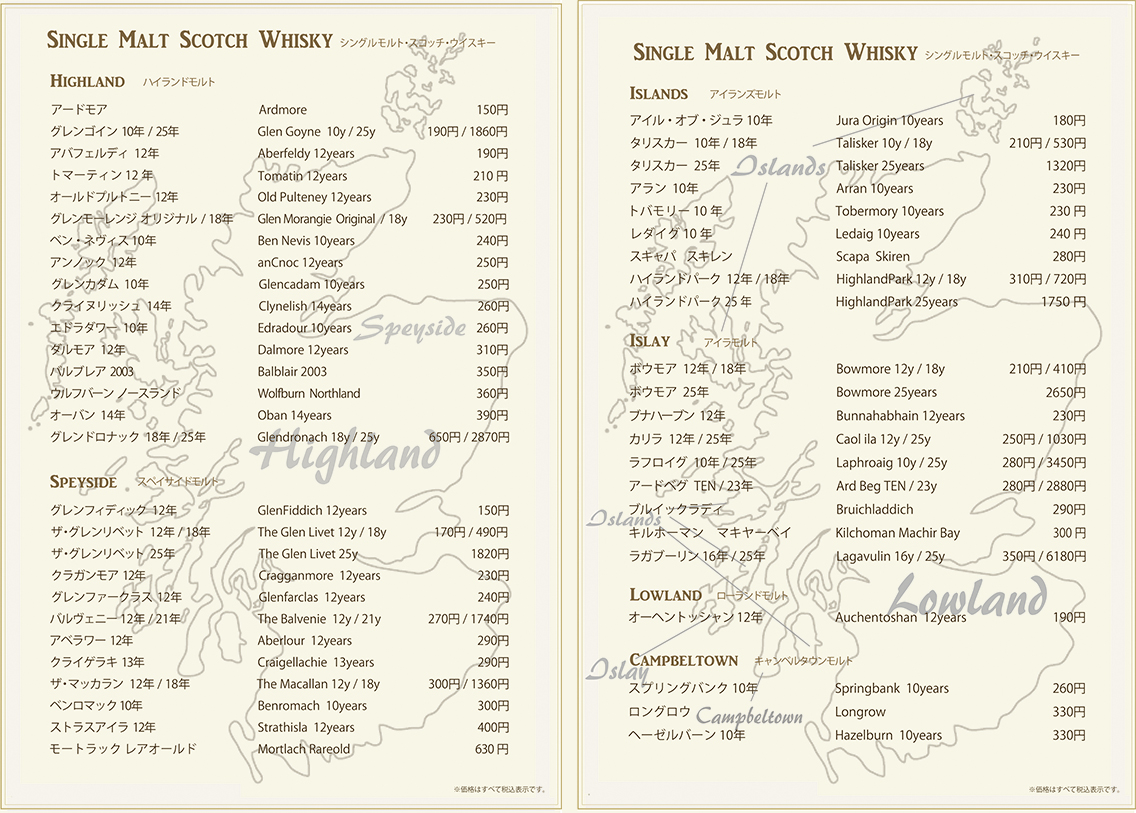 SINGLE MALT SCOTCH WHISKY シングルモルト・スコッチ・ウイスキー
HIGHLAND ハイランドモルト
アードモア Ardmore 150円
グレンゴイン 10年 / 25年 Glen Goyne 10y / 25y 190円 / 1860円
アバフェルディ 12年 Aberfeldy 12years 190円
トマーティン 12 年 Tomatin 12years 210 円
オールドプルトニー 12年 Old Pulteney 12years 230円
グレンモーレンジ オリジナル / 18年 Glen Morangie Original / 18y 230円 / 520円
ベン・ネヴィス 10年 Ben Nevis 10years 240円
アンノック 12年 anCnoc 12years 250円
グレンカダム 10年 Glencadam 10years 250円
クライヌリッシュ 14年 Clynelish 14years 260円
エドラダワー 10年 Edradour 10years 260円
Speyside
ダルモア 12年 Dalmore 12years 310円
バルブレア 2003 Balblair 2003 350円
ウルフバーン ノースランド Wolfburn Northland 360円
オーバン 14年 Oban 14years 390円
グレンドロナック 18年 / 25年 Glendronach 18y / 25y 650円 / 2870円
Highland
SPEYSIDE スペイサイドモルト
グレンフィディック 12年 GlenFiddich 12years 150円
ザ・グレンリベット 12年 / 18年 The Glen Livet 12y / 18y 170円 / 490円
ザ・グレンリベット 25年 The Glen Livet 25y 1820円
クラガンモア 12年 Cragganmore 12years 230円
グレンファークラス 12年 Glenfarclas 12years 240円
バルヴェニー 12年 / 21年 The Balvenie 12y / 21y 270円 / 1740円
アベラワー 12年 Aberlour 12years 290円
クライゲラキ 13年 Craigellachie 13years 290円
ザ・マッカラン 12年 / 18年 The Macallan 12y / 18y 300円 / 1360円
ベンロマック 10年 Benromach 10years 300円
ストラスアイラ 12年 Strathisla 12years 400円
モートラック レアオールド Mortlach Rareold 630 円
※価格はすべて税込表示です。
SINGLE MALT SCOTCH WHISKY シングルモルト・スコッチ・ウイスキー
ISLANDS アイランズモルト
アイル・オブ・ジュラ 10年 Jura Origin 10years 180円
タリスカー 10年 / 18年 Talisker 10y / 18y 210円 / 530円
タリスカー 25年 Talisker 25years 1320円
Islands
アラン 10年 Arran 10years 230円
トバモリー 10 年 Tobermory 10years 230 円
レダイグ 10 年 Ledaig 10years 240 円
スキャパ スキレン Scapa Skiren 280円
ハイランドパーク 12年 / 18年 HighlandPark 12y / 18y 310円 / 720円
ハイランドパーク 25 年 HighlandPark 25years 1750 円
ISLAY アイラモルト
ボウモア 12年 / 18年 Bowmore 12y / 18y 210円 / 410円
ボウモア 25年 Bowmore 25years 2650円
ブナハーブン 12年 Bunnahabhain 12years 230円
カリラ 12年 / 25年 Caol ila 12y / 25y 250円 / 1030円
ラフロイグ 10年 / 25年 Laphroaig 10y / 25y 280円 / 3450円
アードベグ TEN / 23年 Ard Beg TEN / 23y 280円 / 2880円
ブルイックラディ Bruichladdich 290円
Islands
キルホーマン マキヤーベイ Kilchoman Machir Bay 300 円
ラガブーリン 16年 / 25年 Lagavulin 16y / 25y 350円 / 6180円
LOWLAND ローランドモルト
Lowland
オーヘントッシャン 12年 Auchentoshan 12years 190円
CAMPBELTOWN キャンベルタウンモルト
Islay
スプリングバンク 10年 Springbank 10years 260円
ロングロウ Longrow 330円
Campbeltown
ヘーゼルバーン 10年 Hazelburn 10years 330円
※価格はすべて税込表示です。